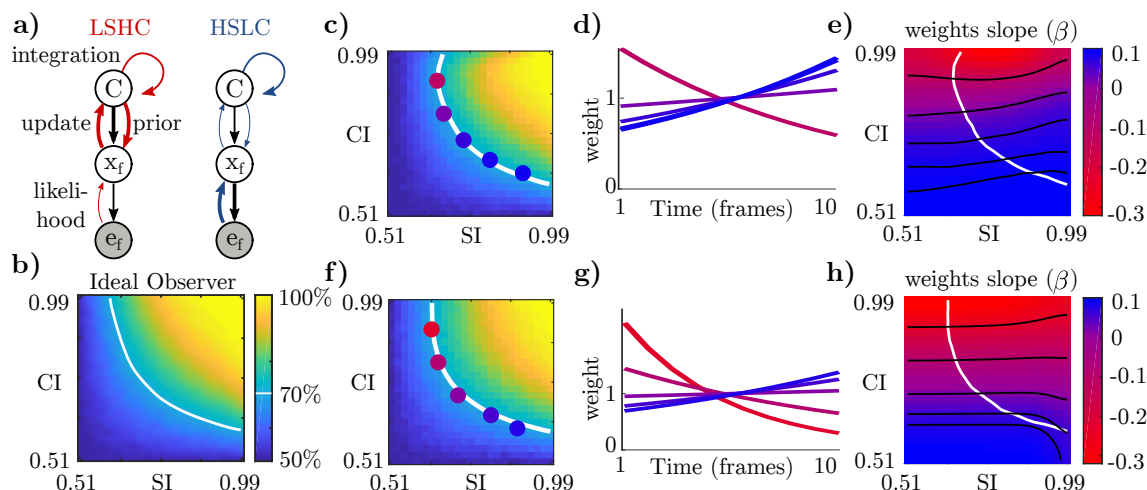 a)
LSHC
HSLC
integration
C
C
update
prior
x_f
x_f
likeli-
hood
e_f
e_f
b)
Ideal Observer
0.99
CI
0.51
0.51
SI
0.99
100%
70%
50%
c)
0.99
CI
0.51
0.51
SI
0.99
d)
weight
1
0
1
Time (frames)
10
e)
weights slope (β)
CI
SI
0.51
0.99
0.99
0.51
0.1
0
-0.1
-0.2
-0.3
f)
0.99
CI
0.51
0.51
SI
0.99
g)
weight
1
0
1
Time (frames)
10
h)
weights slope (β)
0.99
CI
0.51
0.51
SI
0.99
0.1
0
-0.1
-0.2
-0.3